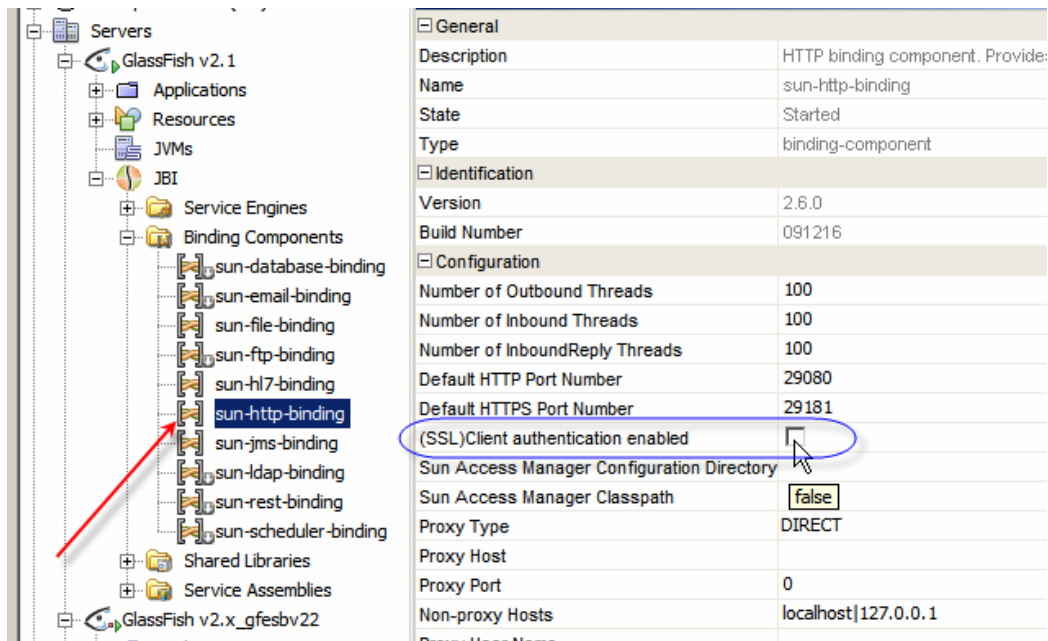 Servers
GlassFish v2.1
Applications
Resources
JVMs
JBI
Service Engines
Binding Components
sun-database-binding
sun-email-binding
sun-file-binding
sun-ftp-binding
sun-hl7-binding
sun-http-binding
sun-jms-binding
sun-ldap-binding
sun-rest-binding
sun-scheduler-binding
Shared Libraries
Service Assemblies
GlassFish v2.x_gfesbv22
General
Description HTTP binding component. Provides
Name sun-http-binding
State Started
Type binding-component
Identification
Version 2.6.0
Build Number 091216
Configuration
Number of Outbound Threads 100
Number of Inbound Threads 100
Number of InboundReply Threads 100
Default HTTP Port Number 29080
Default HTTPS Port Number 29181
(SSL)Client authentication enabled
Sun Access Manager Configuration Directory
Sun Access Manager Classpath false
Proxy Type DIRECT
Proxy Host
Proxy Port 0
Non-proxy Hosts localhost|127.0.0.1